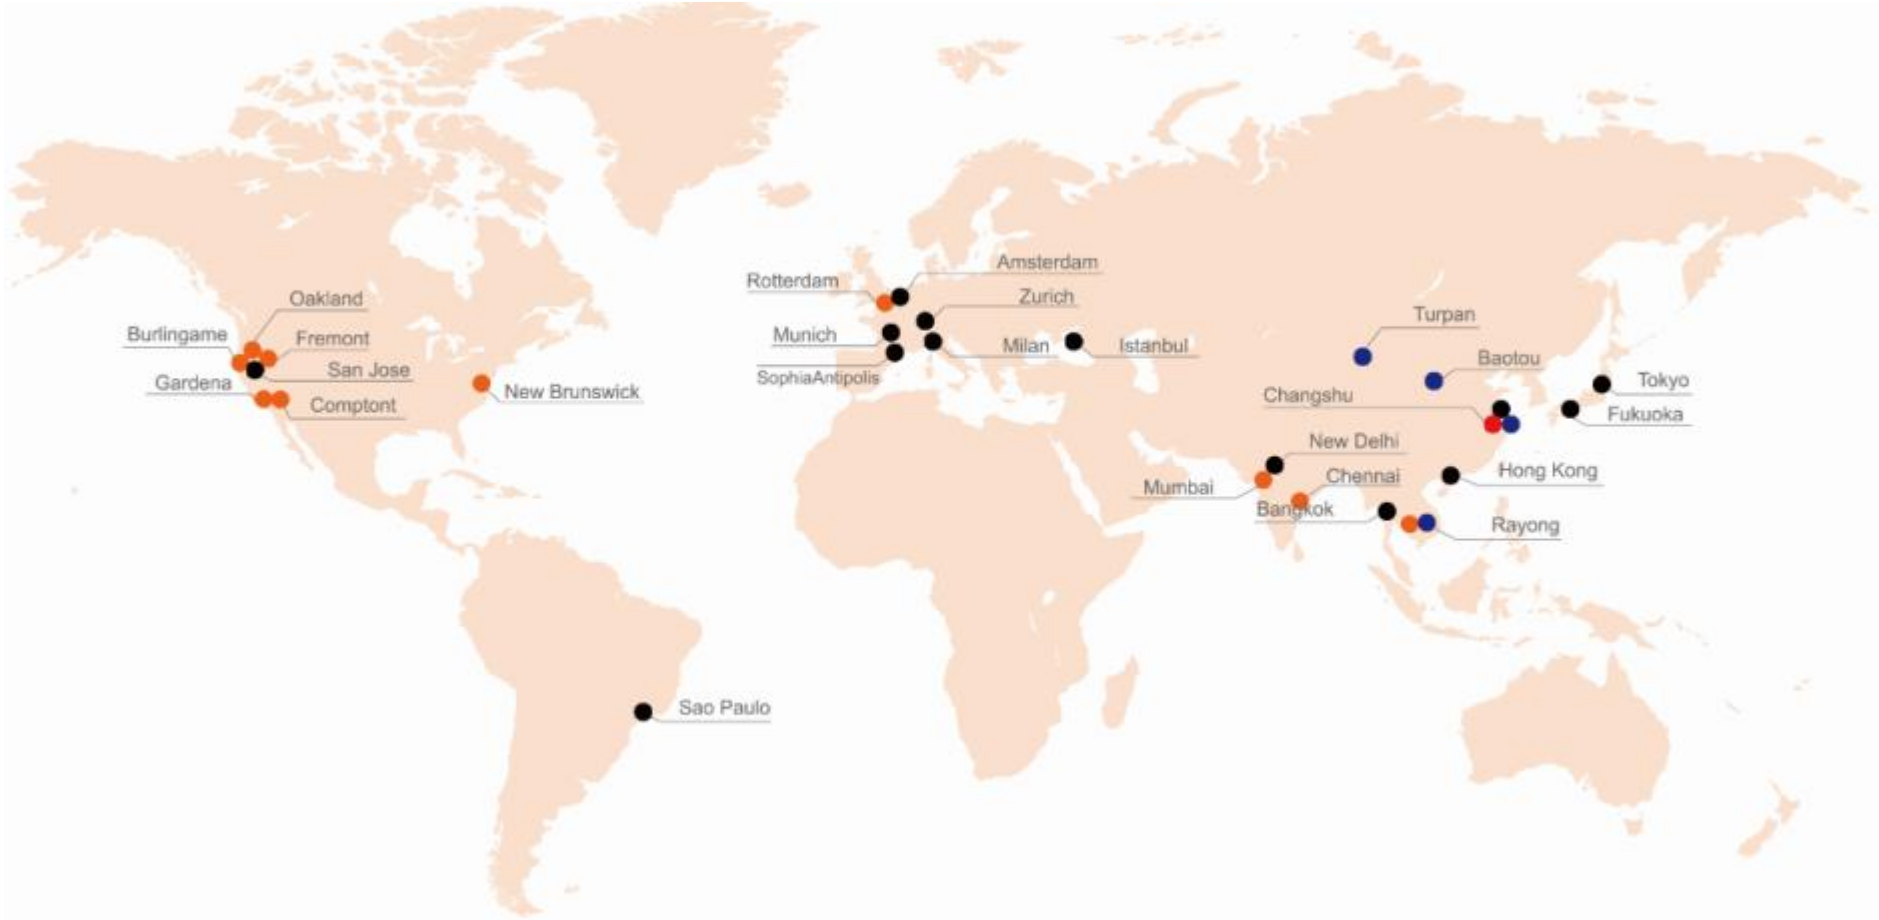 Oakland
Burlingame
Fremont
San Jose
Gardena
Comptont
New Brunswick
Sao Paulo
Amsterdam
Rotterdam
Zurich
Munich
Milan
Istanbul
SophiaAntipolis
Turpan
Baotou
Changshu
Tokyo
Fukuoka
New Delhi
Mumbai
Chennai
Hong Kong
Bangkok
Rayong